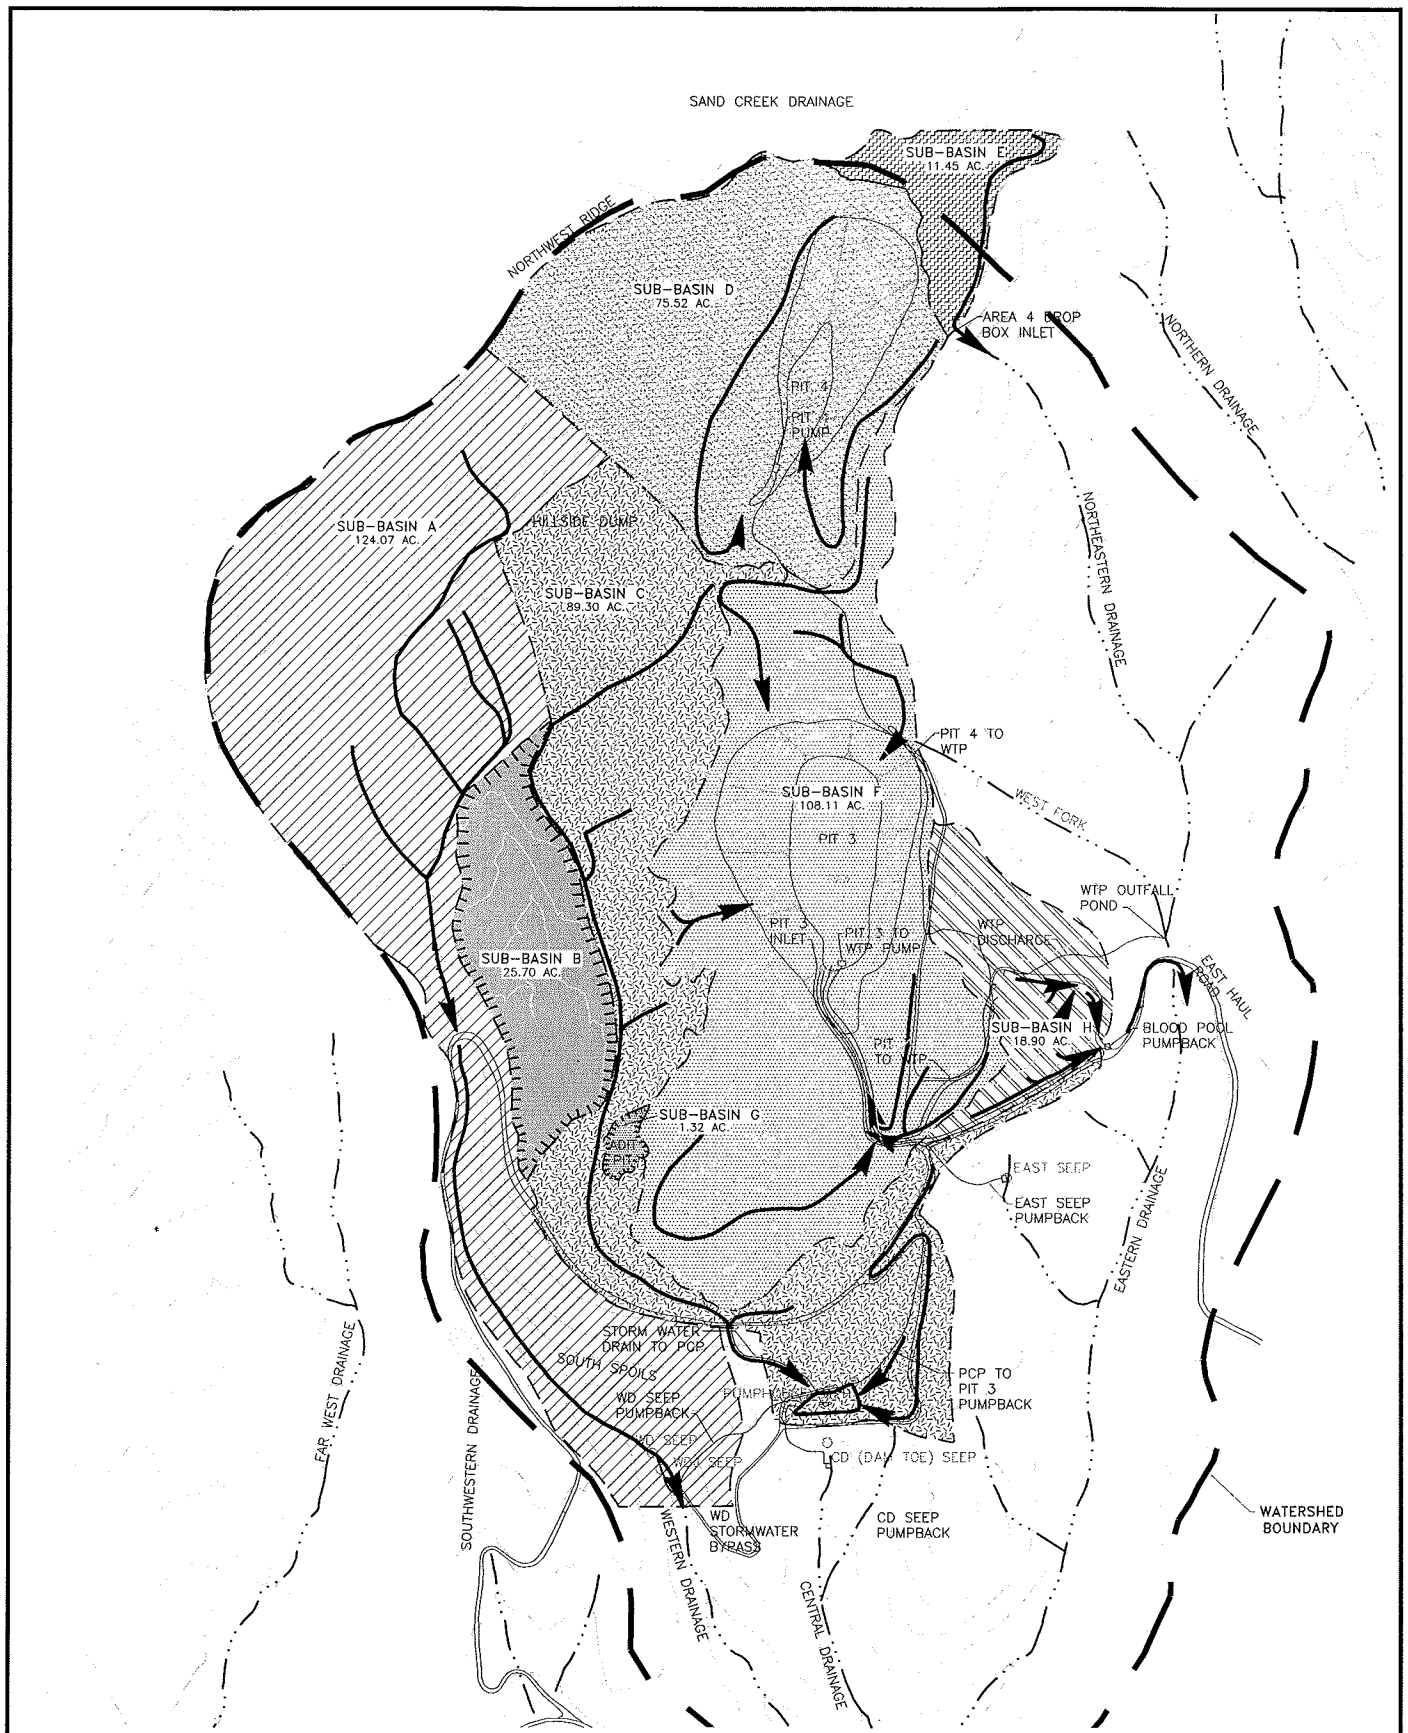 SAND CREEK DRAINAGE
SUB-BASIN E
11.45 AC.
NORTHWEST RIDGE
SUB-BASIN D
75.52 AC.
AREA 4 DROP
BOX INLET
NORTHERN DRAINAGE
PIT 4
PIT 4
PUMP
SUB-BASIN A
124.07 AC.
HILLSIDE DUMP
NORTHEASTERN DRAINAGE
SUB-BASIN C
89.30 AC.
PIT 4 TO
WTP
SUB-BASIN F
108.11 AC.
WEST FORK
PIT 3
WTP OUTFALL
POND
PIT 3
INLET
PIT 3 TO
WTP PUMP
WTP
DISCHARGE
SUB-BASIN B
25.70 AC.
EAST HAUL
ROAD
SUB-BASIN H
18.90 AC.
BLOOD POOL
PUMPBACK
PIT
TO WTP
SUB-BASIN G
1.32 AC.
ADIT
PIT
EAST SEEP
EAST SEEP
PUMPBACK
EASTERN DRAINAGE
STORM WATER
DRAIN TO PCP
SOUTH SPOILS
FAR WEST DRAINAGE
PCP TO
PIT 3
PUMPBACK
WD SEEP
PUMPBACK
WD SEEP
SEEP
CD (DAM TOE) SEEP
SOUTHWESTERN DRAINAGE
WD
STORMWATER
BYPASS
CD SEEP
PUMPBACK
WATERSHED
BOUNDARY
WESTERN DRAINAGE
CENTRAL DRAINAGE